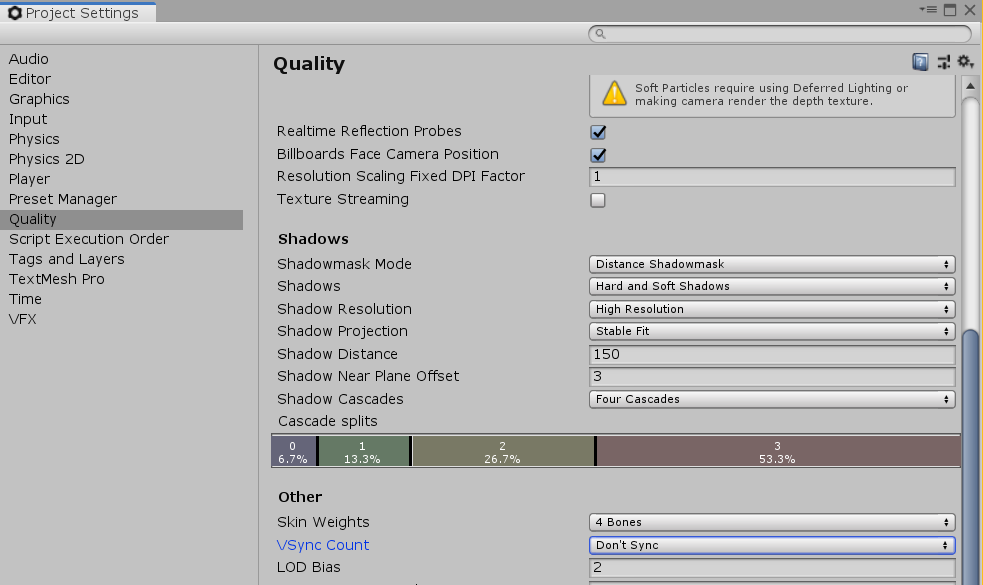 Project Settings
Audio
Editor
Graphics
Input
Physics
Physics 2D
Player
Preset Manager
Quality
Script Execution Order
Tags and Layers
TextMesh Pro
Time
VFX
Quality
Soft Particles require using Deferred Lighting or
making camera render the depth texture.
Realtime Reflection Probes
Billboards Face Camera Position
Resolution Scaling Fixed DPI Factor 1
Texture Streaming
Shadows
Shadowmask Mode Distance Shadowmask
Shadows Hard and Soft Shadows
Shadow Resolution High Resolution
Shadow Projection Stable Fit
Shadow Distance 150
Shadow Near Plane Offset 3
Shadow Cascades Four Cascades
Cascade splits
0 1 2 3
6.7% 13.3% 26.7% 53.3%
Other
Skin Weights 4 Bones
VSync Count Don't Sync
LOD Bias 2